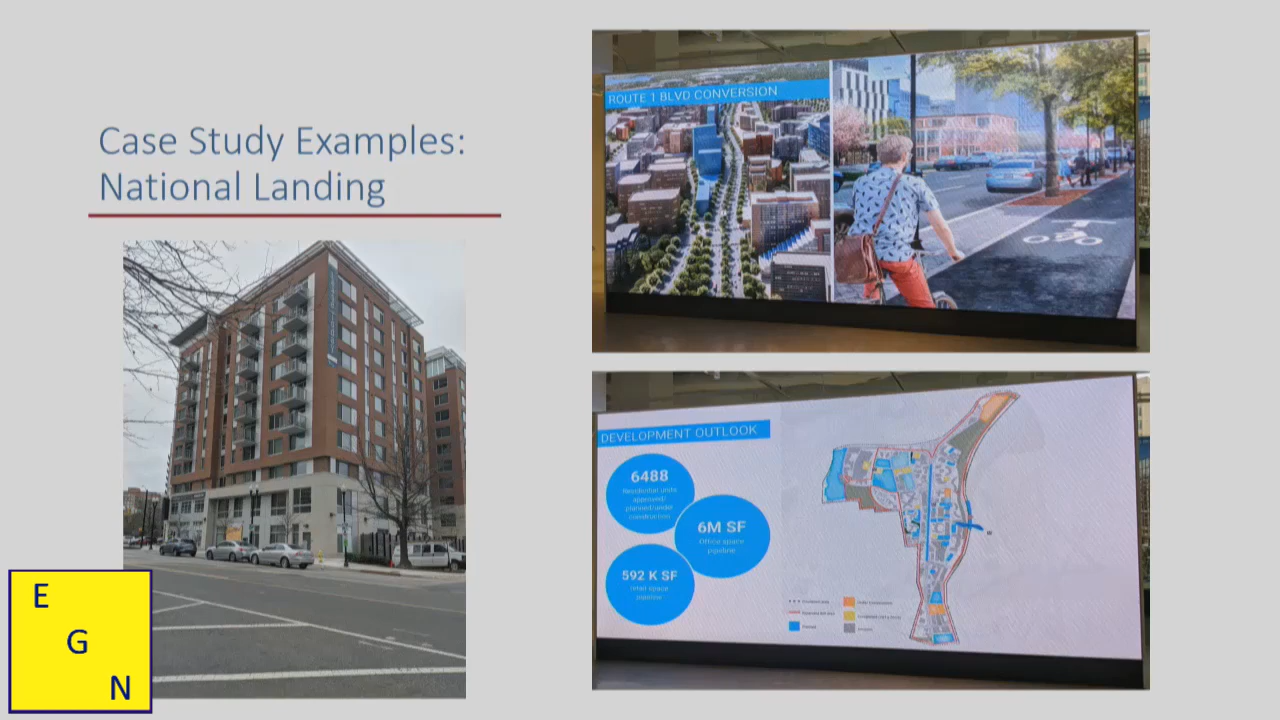 Case Study Examples:
National Landing
ROUTE 1 BLVD CONVERSION
DEVELOPMENT OUTLOOK
6488
Residential units
approved/
planned/under
construction
6M SF
Office space
pipeline
592 K SF
retail space
pipeline
Planned
E
G
N